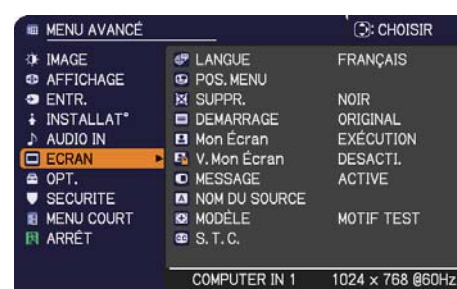 MENU AVANCÉ : CHOISIR
IMAGE LANGUE FRANÇAIS
AFFICHAGE POS. MENU
ENTR. SUPPR. NOIR
INSTALLAT° DEMARRAGE ORIGINAL
AUDIO IN Mon Écran EXÉCUTION
ECRAN V. Mon Écran DESACTI.
OPT. MESSAGE ACTIVE
SECURITE NOM DU SOURCE
MENU COURT MODÈLE MOTIF TEST
ARRÊT S. T. C.
COMPUTER IN 1 1024 x 768 @60Hz